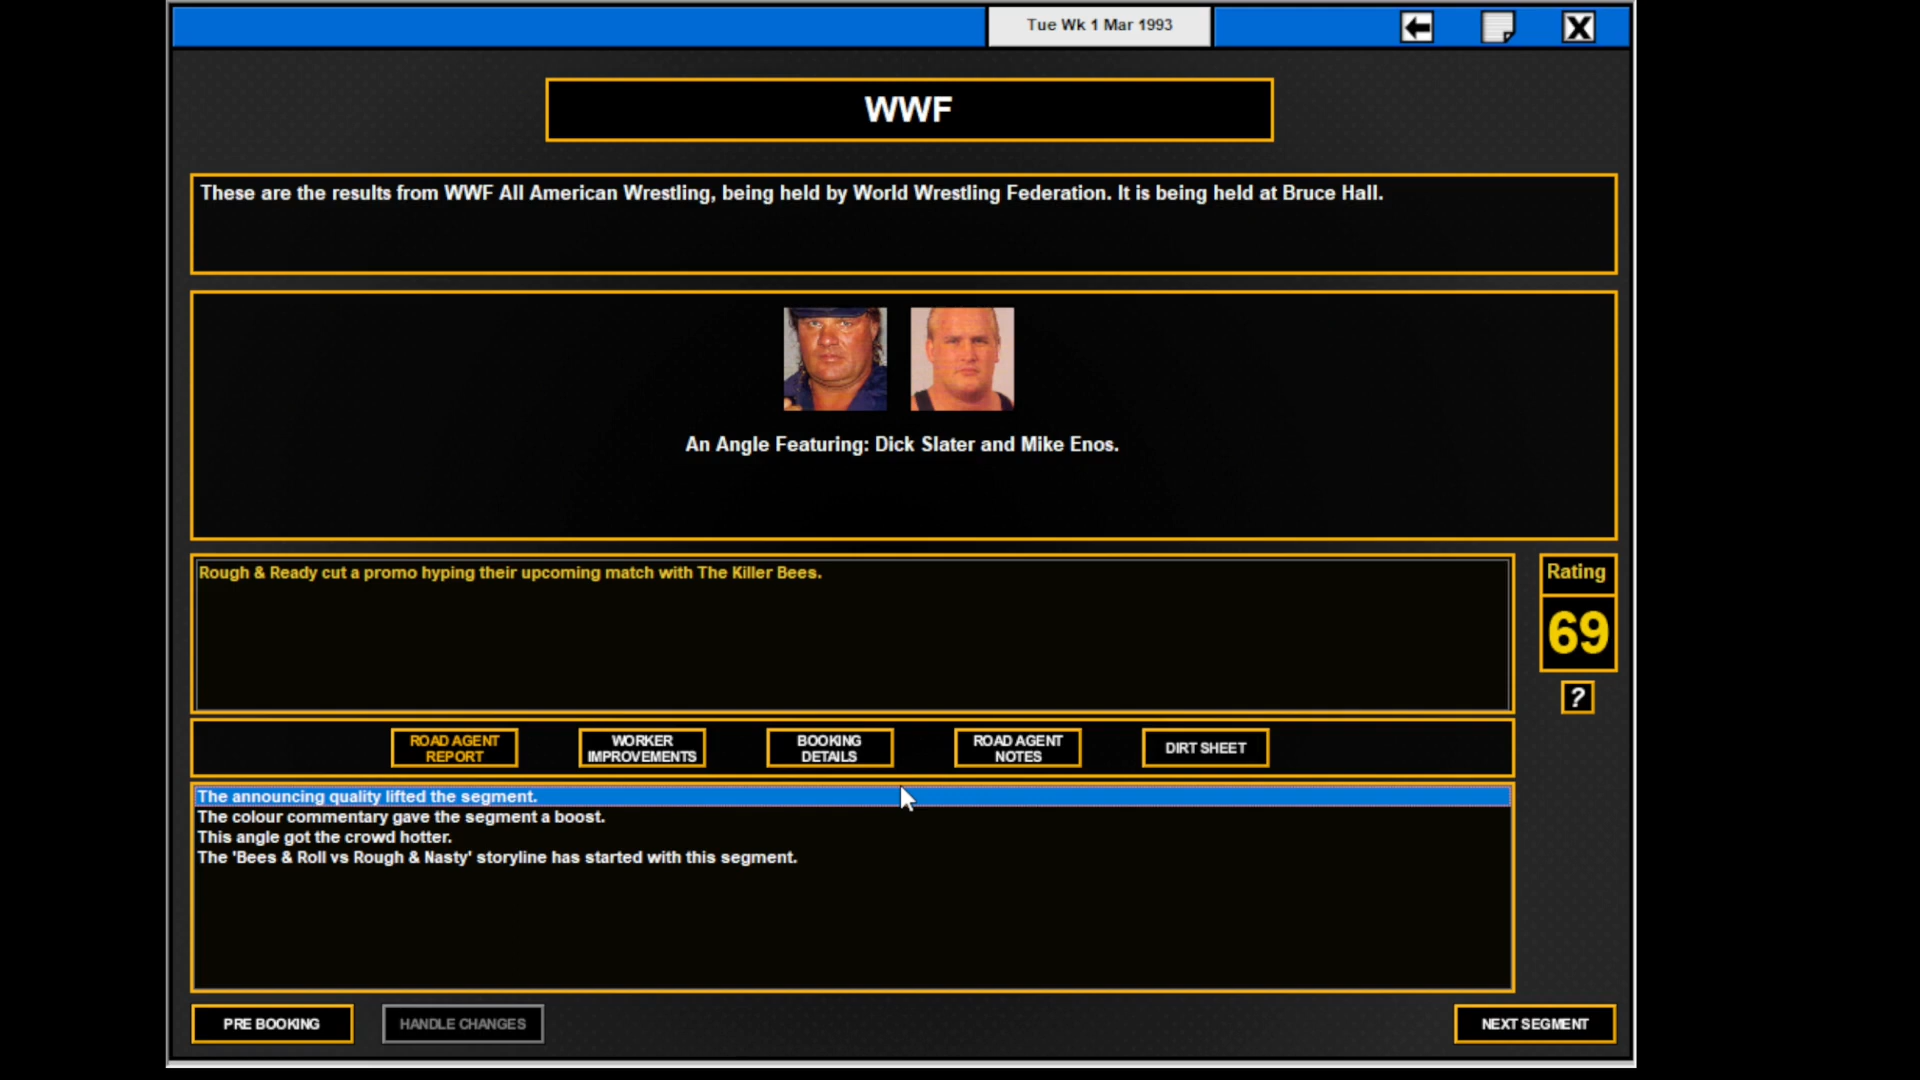 Tue Wk 1 Mar 1993
WWF
These are the results from WWF All American Wrestling, being held by World Wrestling Federation. It is being held at Bruce Hall.
An Angle Featuring: Dick Slater and Mike Enos.
Rough & Ready cut a promo hyping their upcoming match with The Killer Bees.
Rating
69
?
ROAD AGENT
REPORT
WORKER
IMPROVEMENTS
BOOKING
DETAILS
ROAD AGENT
NOTES
DIRT SHEET
The announcing quality lifted the segment.
The colour commentary gave the segment a boost.
This angle got the crowd hotter.
The 'Bees & Roll vs Rough & Nasty' storyline has started with this segment.
PRE BOOKING
HANDLE CHANGES
NEXT SEGMENT